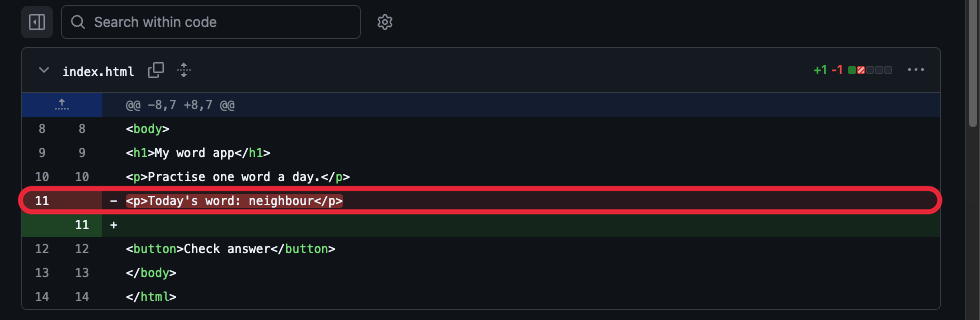 Search within code
index.html +1 -1
@@ -8,7 +8,7 @@
8 8 <body>
9 9 <h1>My word app</h1>
10 10 <p>Practise one word a day.</p>
11 - <p>Today's word: neighbour</p>
11 +
12 12 <button>Check answer</button>
13 13 </body>
14 14 </html>